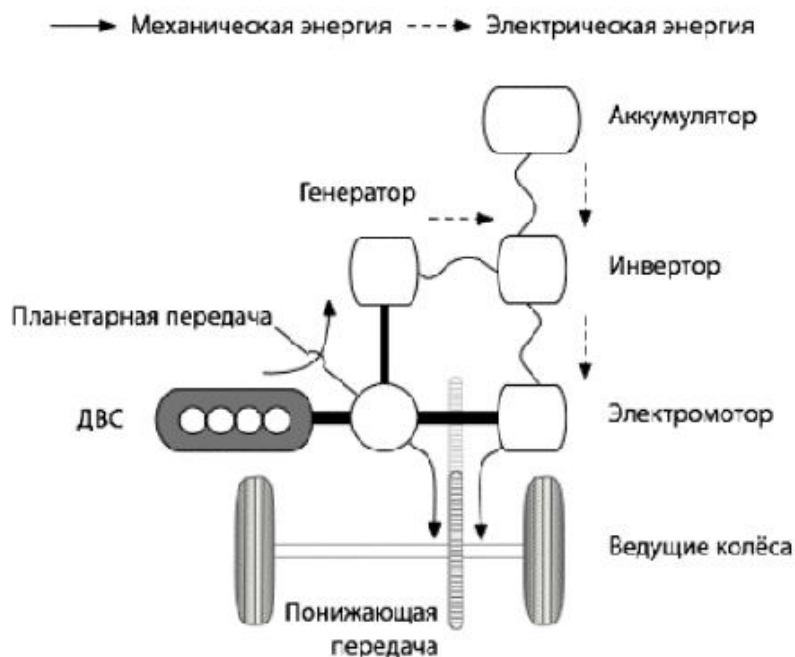 Механическая энергия
Электрическая энергия
Аккумулятор
Генератор
Инвертор
Планетарная передача
ДВС
Электромотор
Ведущие колёса
Понижающая
передача